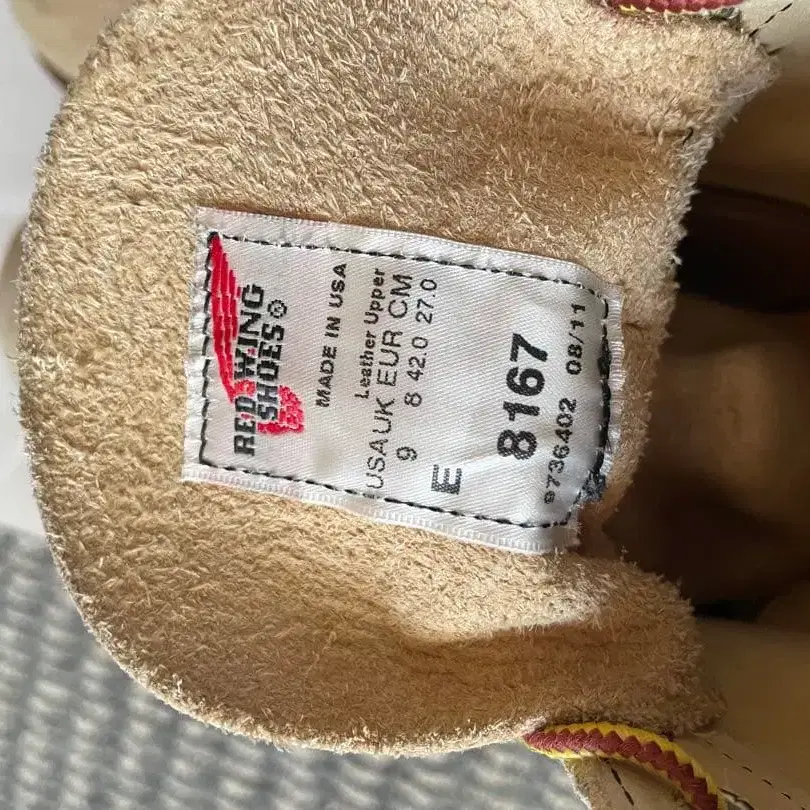 RED WING
SHOES®
MADE IN USA
Leather Upper
USA UK EUR CM
9 8 42.0 27.0
E 8167
9736402 08/11